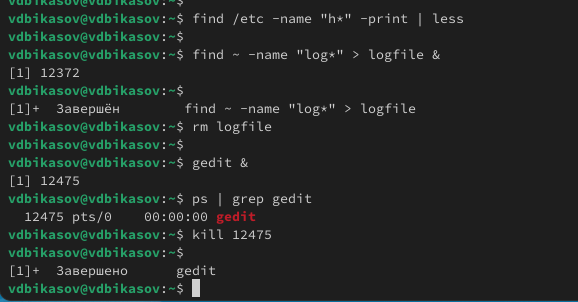 vdbikasov@vdbikasov:~$
vdbikasov@vdbikasov:~$ find /etc -name "h*" -print | less
vdbikasov@vdbikasov:~$
vdbikasov@vdbikasov:~$ find ~ -name "log*" > logfile &
[1] 12372
vdbikasov@vdbikasov:~$
[1]+  Завершён        find ~ -name "log*" > logfile
vdbikasov@vdbikasov:~$ rm logfile
vdbikasov@vdbikasov:~$
vdbikasov@vdbikasov:~$ gedit &
[1] 12475
vdbikasov@vdbikasov:~$ ps | grep gedit
  12475 pts/0    00:00:00 gedit
vdbikasov@vdbikasov:~$ kill 12475
vdbikasov@vdbikasov:~$
[1]+  Завершено      gedit
vdbikasov@vdbikasov:~$